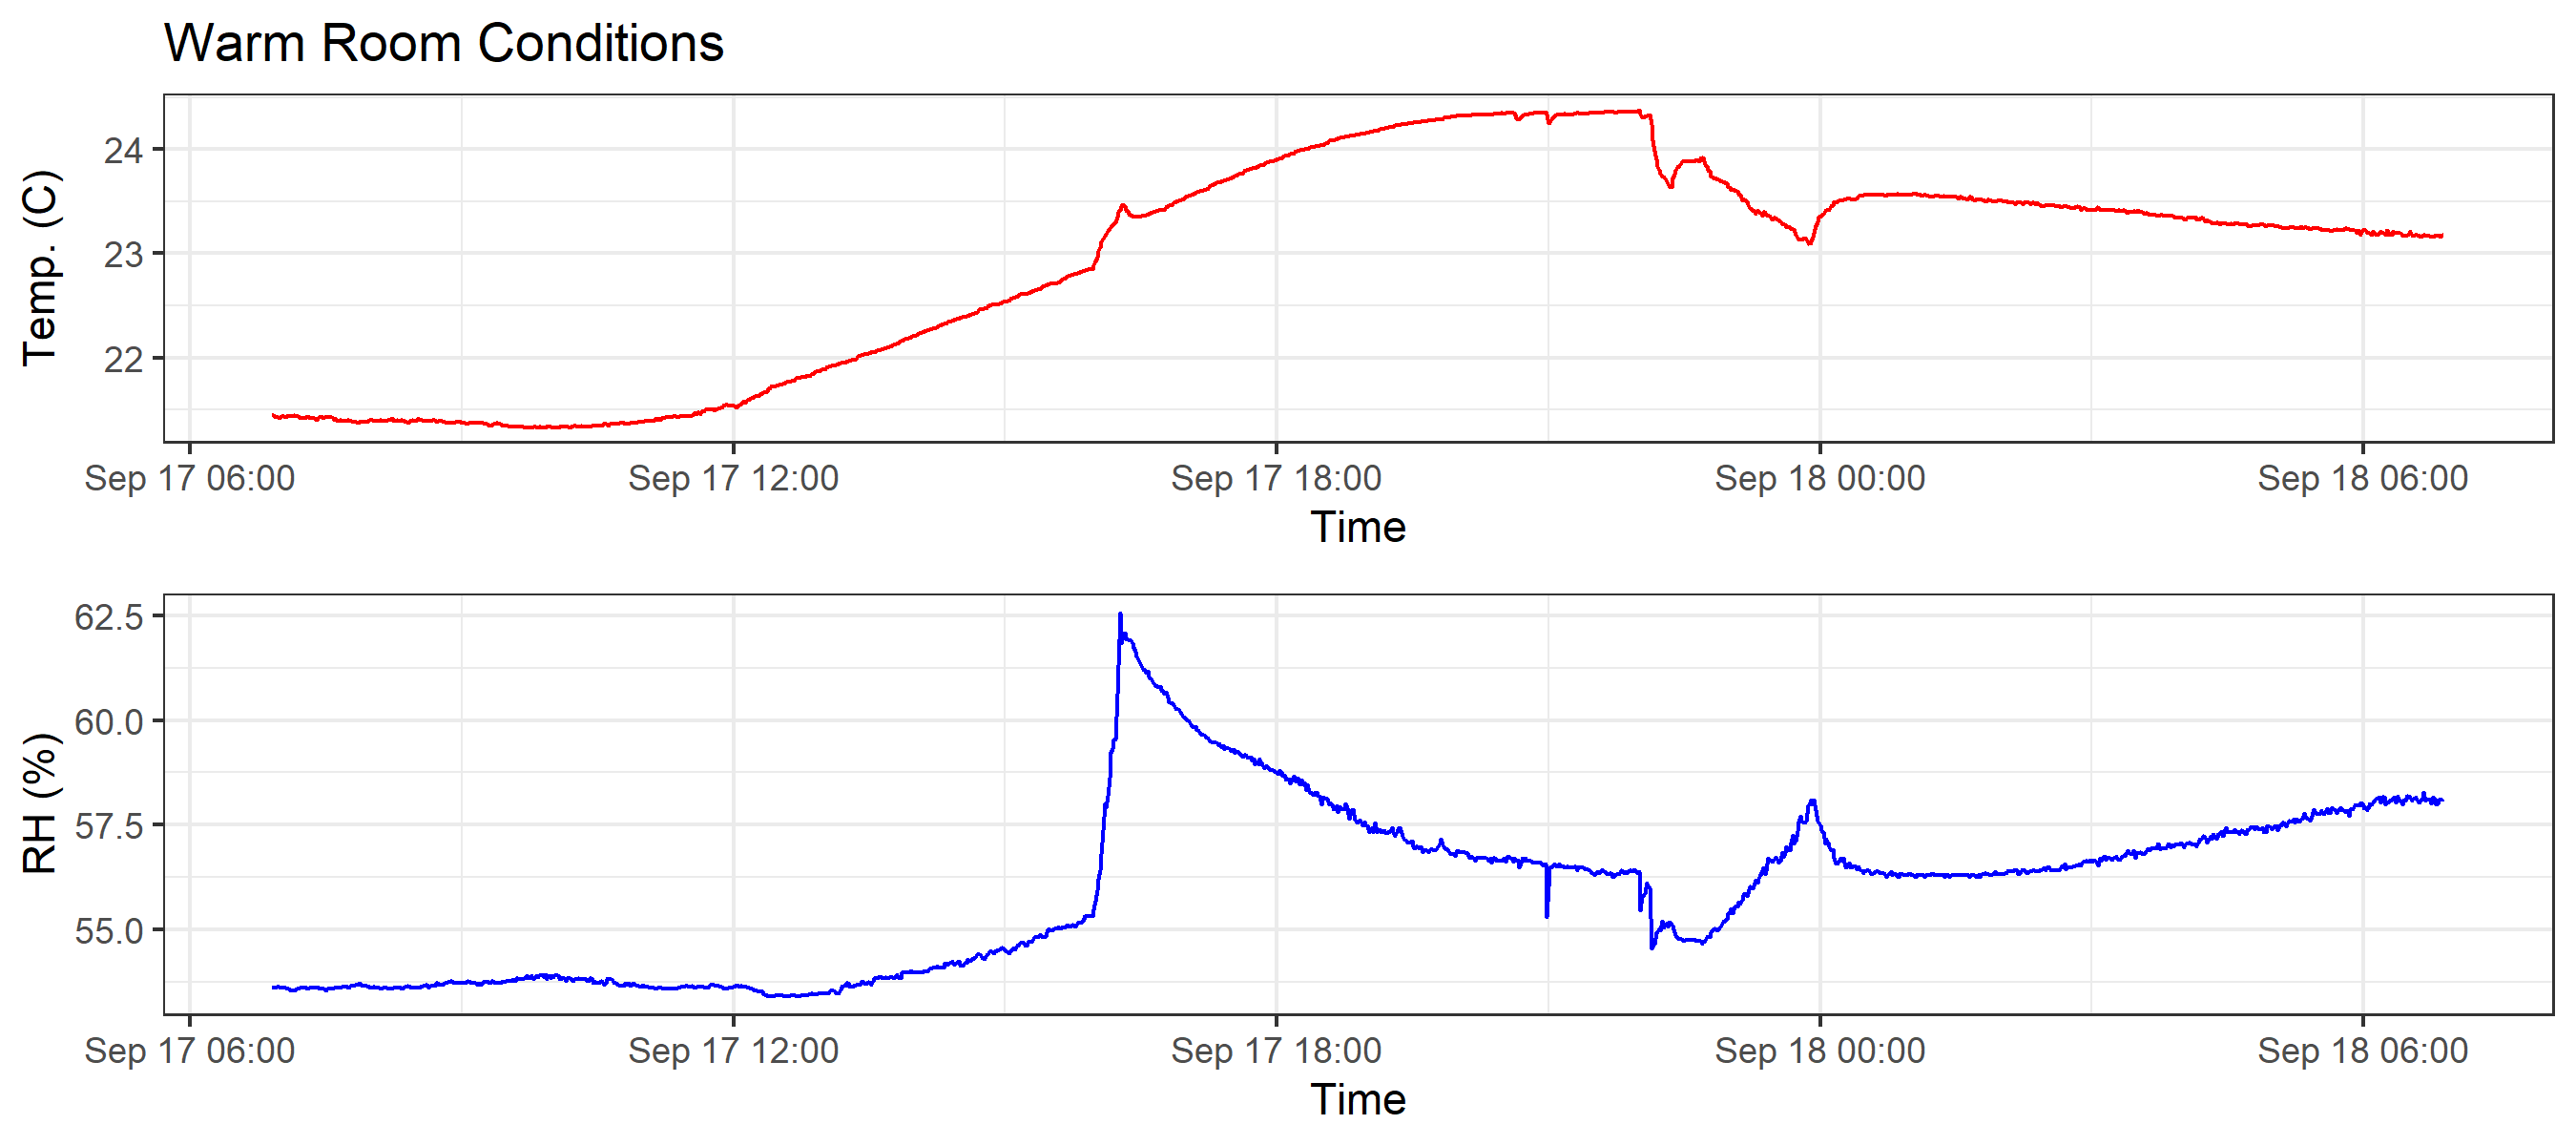 Warm Room Conditions
Temp. (C)
24
23
22
Sep 17 06:00 Sep 17 12:00 Sep 17 18:00 Sep 18 00:00 Sep 18 06:00
Time
RH (%)
62.5
60.0
57.5
55.0
Sep 17 06:00 Sep 17 12:00 Sep 17 18:00 Sep 18 00:00 Sep 18 06:00
Time